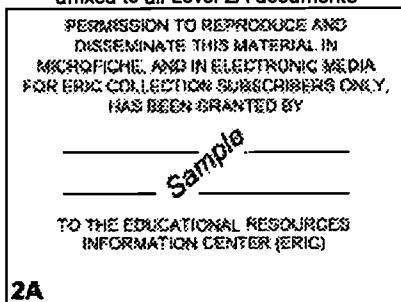 affixed to all Level 2A documents
PERMISSION TO REPRODUCE AND
DISSEMINATE THIS MATERIAL IN
MICROFICHE, AND IN ELECTRONIC MEDIA
FOR ERIC COLLECTION SUBSCRIBERS ONLY,
HAS BEEN GRANTED BY
Sample
TO THE EDUCATIONAL RESOURCES
INFORMATION CENTER (ERIC)
2A